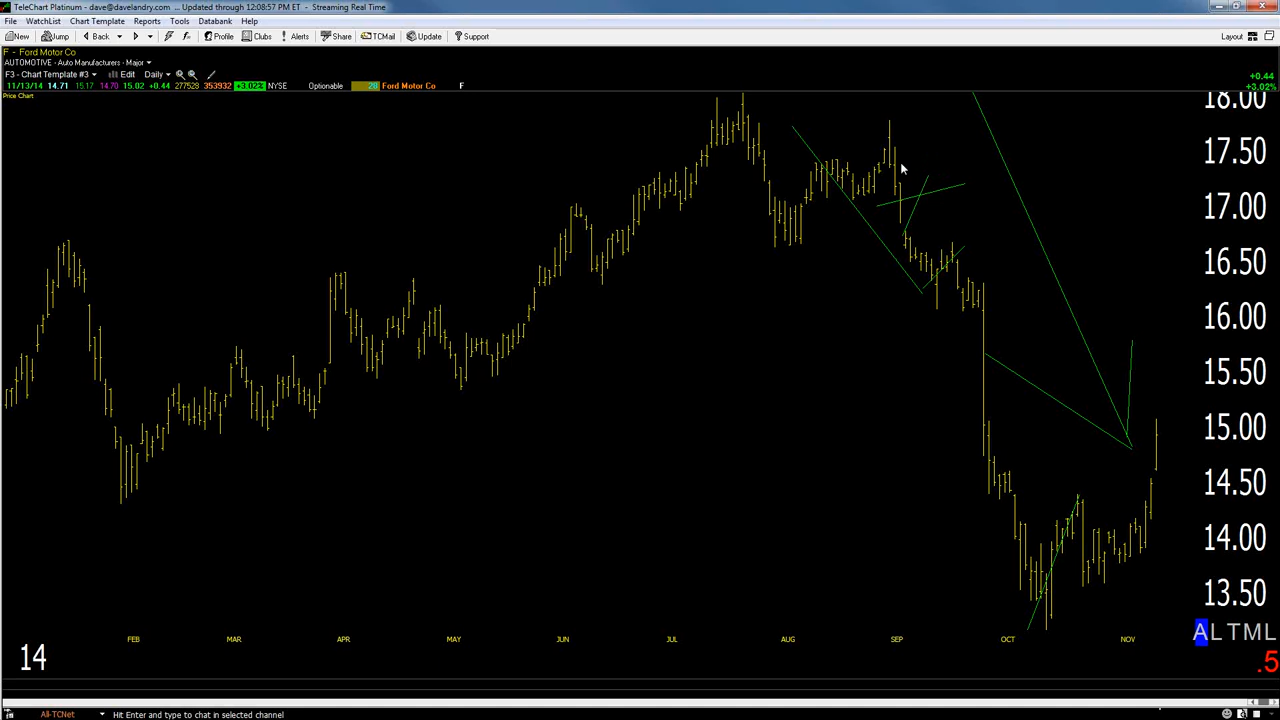 TeleChart Platinum - dave@davelandry.com ... Updated through 12:08:57 PM ET - Streaming Real Time
File WatchList Chart Template Reports Tools Databank Help
New Jump Back Profile Clubs Alerts Share TCMail Update Support Layout
F - Ford Motor Co
AUTOMOTIVE - Auto Manufacturers - Major
F3 - Chart Template #3 Edit Daily
+0.44
11/13/14 14.71 15.17 14.70 15.02 +0.44 277528 353932 +3.02% NYSE Optionable 20 Ford Motor Co F +3.02%
Price Chart
18.00
17.50
17.00
16.50
16.00
15.50
15.00
14.50
14.00
13.50
ALTML
FEB MAR APR MAY JUN JUL AUG SEP OCT NOV
14
.5
All-TCNet Hit Enter and type to chat in selected channel